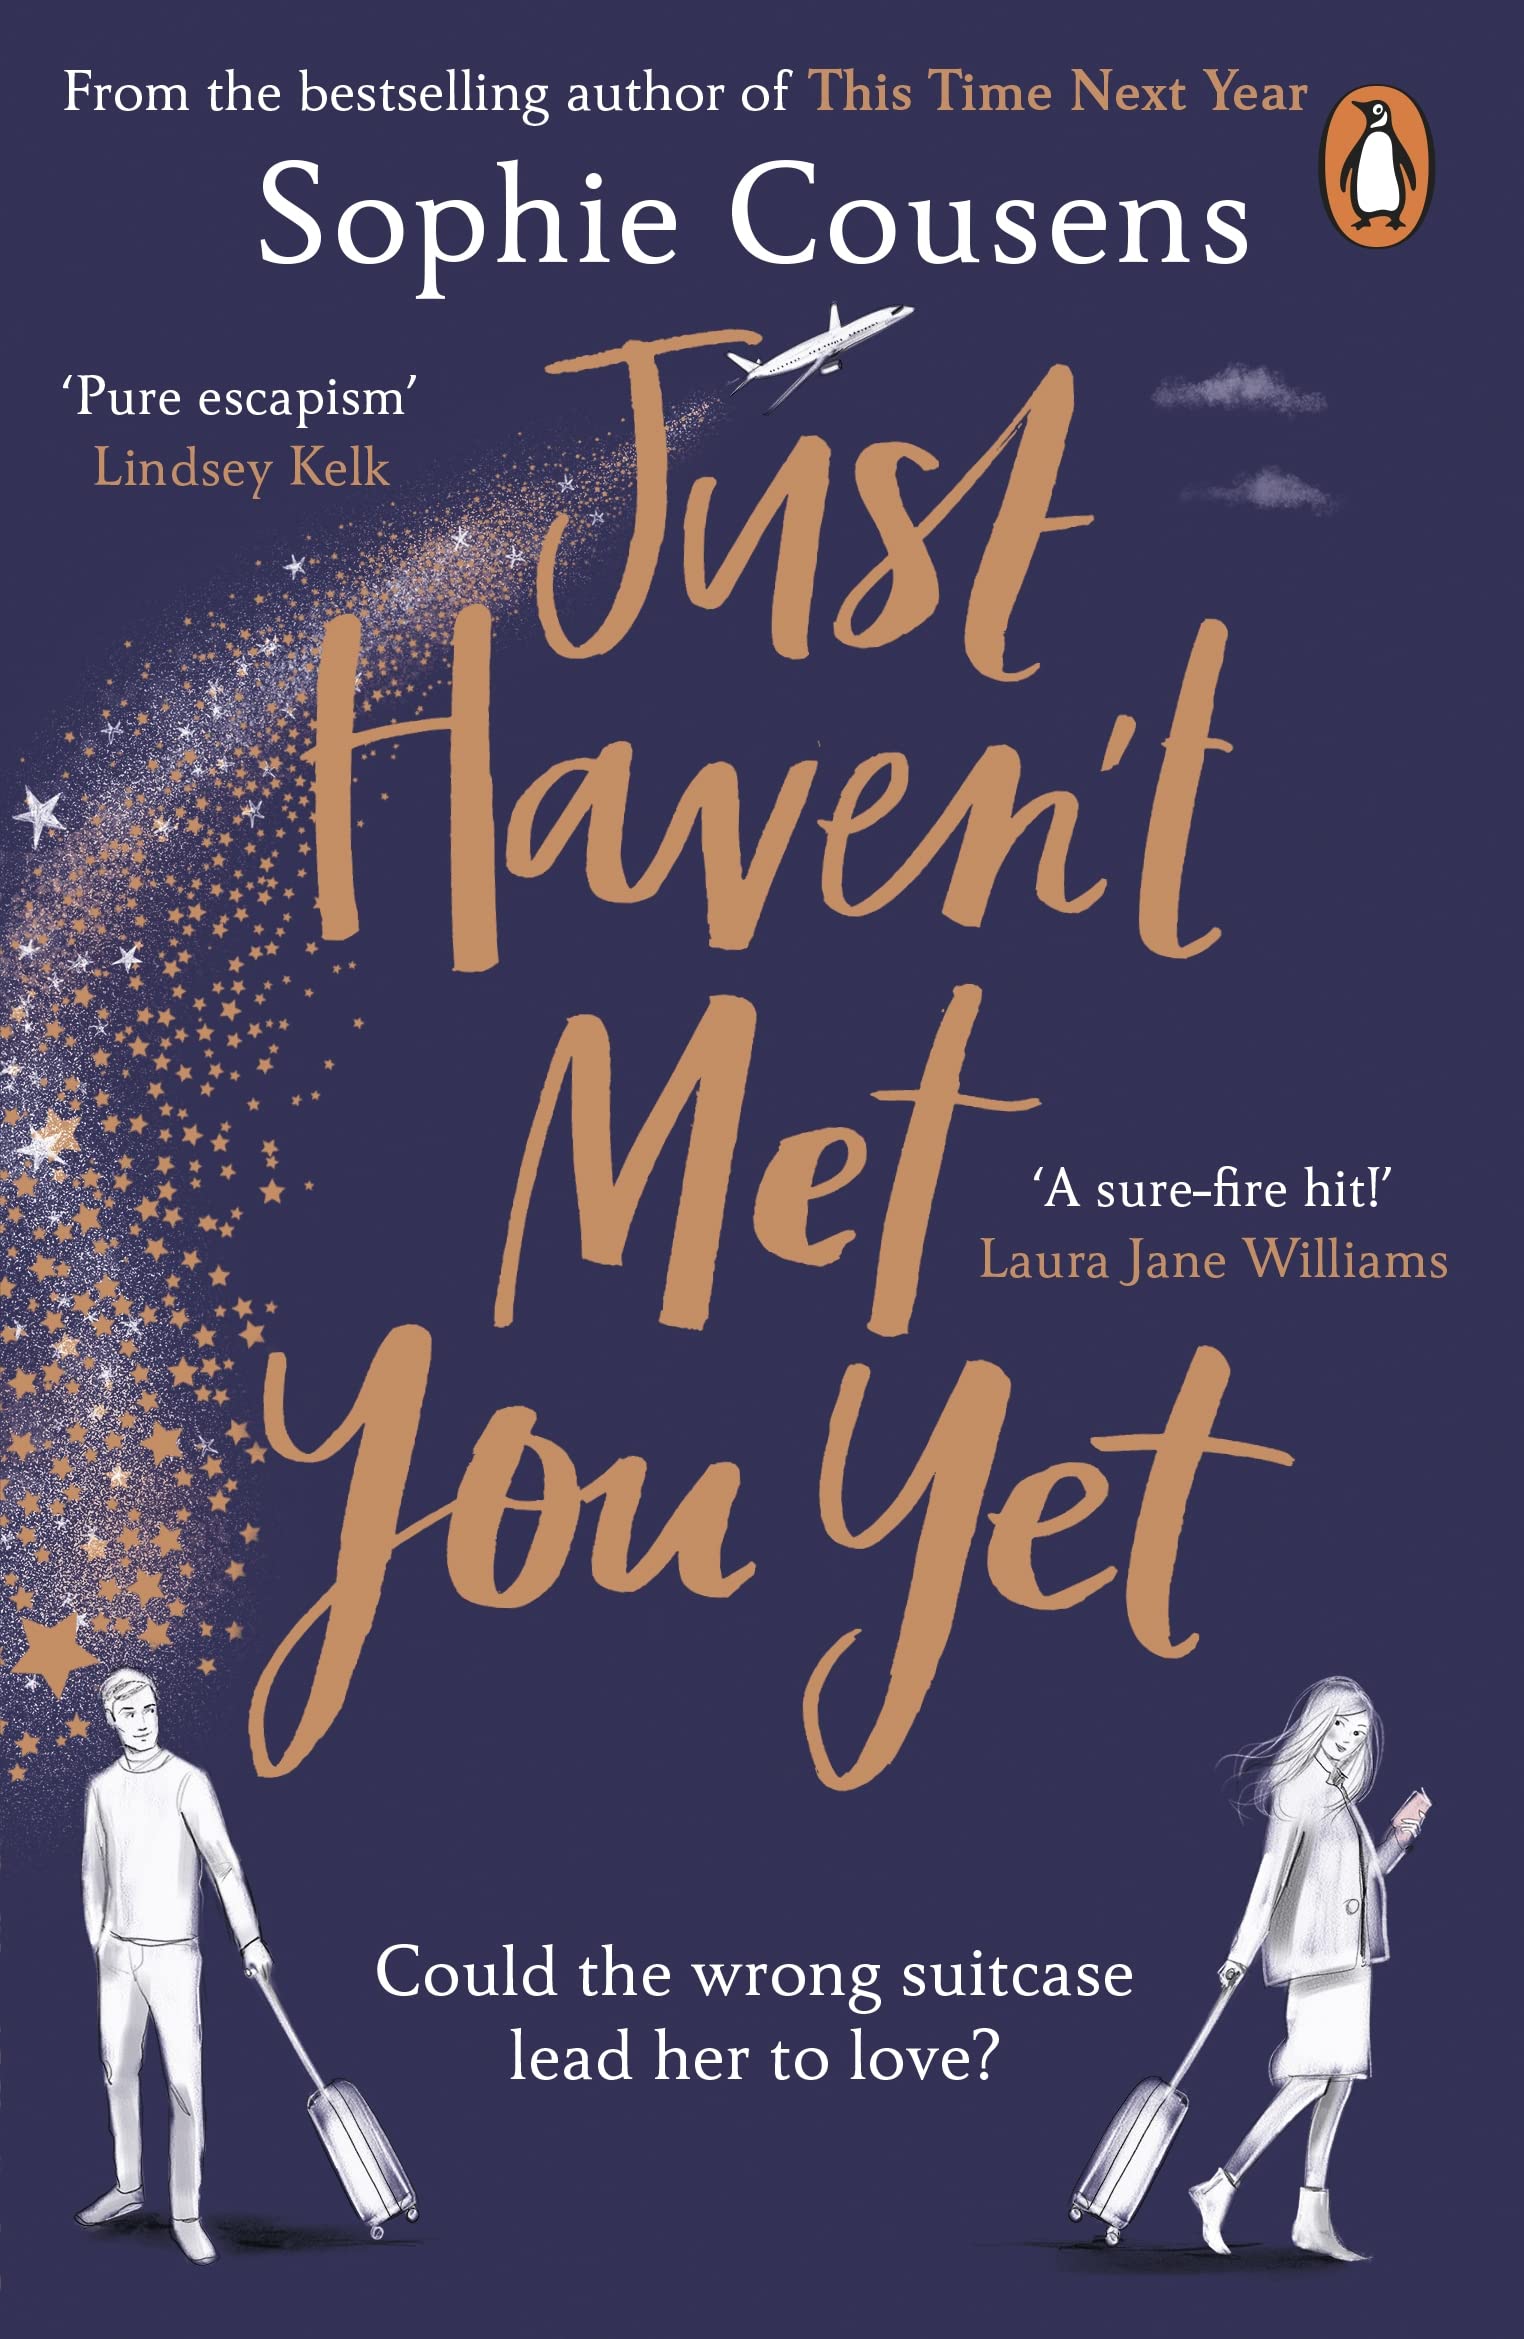 From the bestselling author of This Time Next Year
Sophie Cousens
‘Pure escapism’
Lindsey Kelk
Just
Haven't
Met
You Yet
‘A sure-fire hit!’
Laura Jane Williams
Could the wrong suitcase
lead her to love?